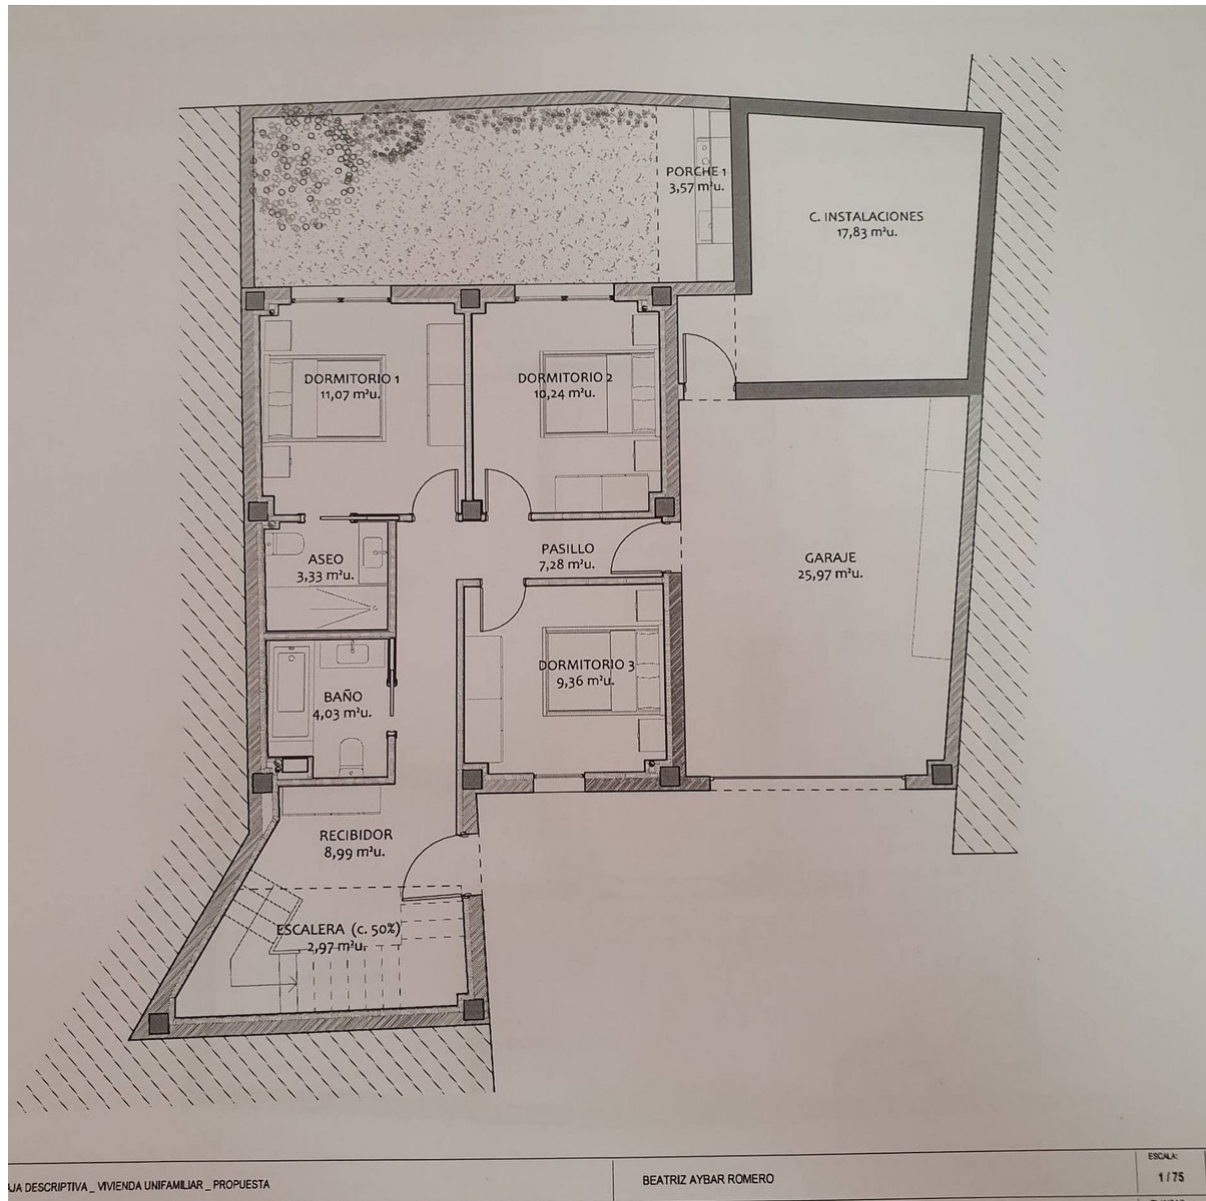 PORCHE 1
3,57 m²u.
C. INSTALACIONES
17,83 m²u.
DORMITORIO 1
11,07 m²u.
DORMITORIO 2
10,24 m²u.
ASEO
3,33 m²u.
PASILLO
7,28 m²u.
GARAJE
25,97 m²u.
BAÑO
4,03 m²u.
DORMITORIO 3
9,36 m²u.
RECIBIDOR
8,99 m²u.
ESCALERA (c. 50%)
2,97 m²u.
JA DESCRIPTIVA_ VIVIENDA UNIFAMILIAR _ PROPUESTA
BEATRIZ AYBAR ROMERO
ESCALA:
1 / 75